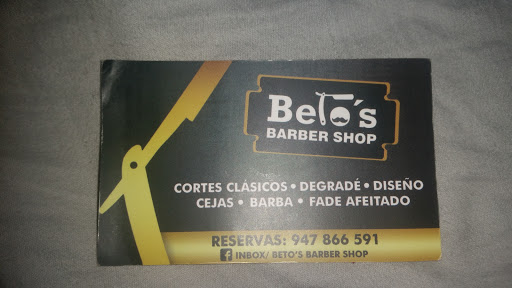 Beto´s
BARBER SHOP
CORTES CLÁSICOS • DEGRADÉ • DISEÑO
CEJAS • BARBA • FADE AFEITADO
RESERVAS: 947 866 591
f INBOX/ BETO'S BARBER SHOP